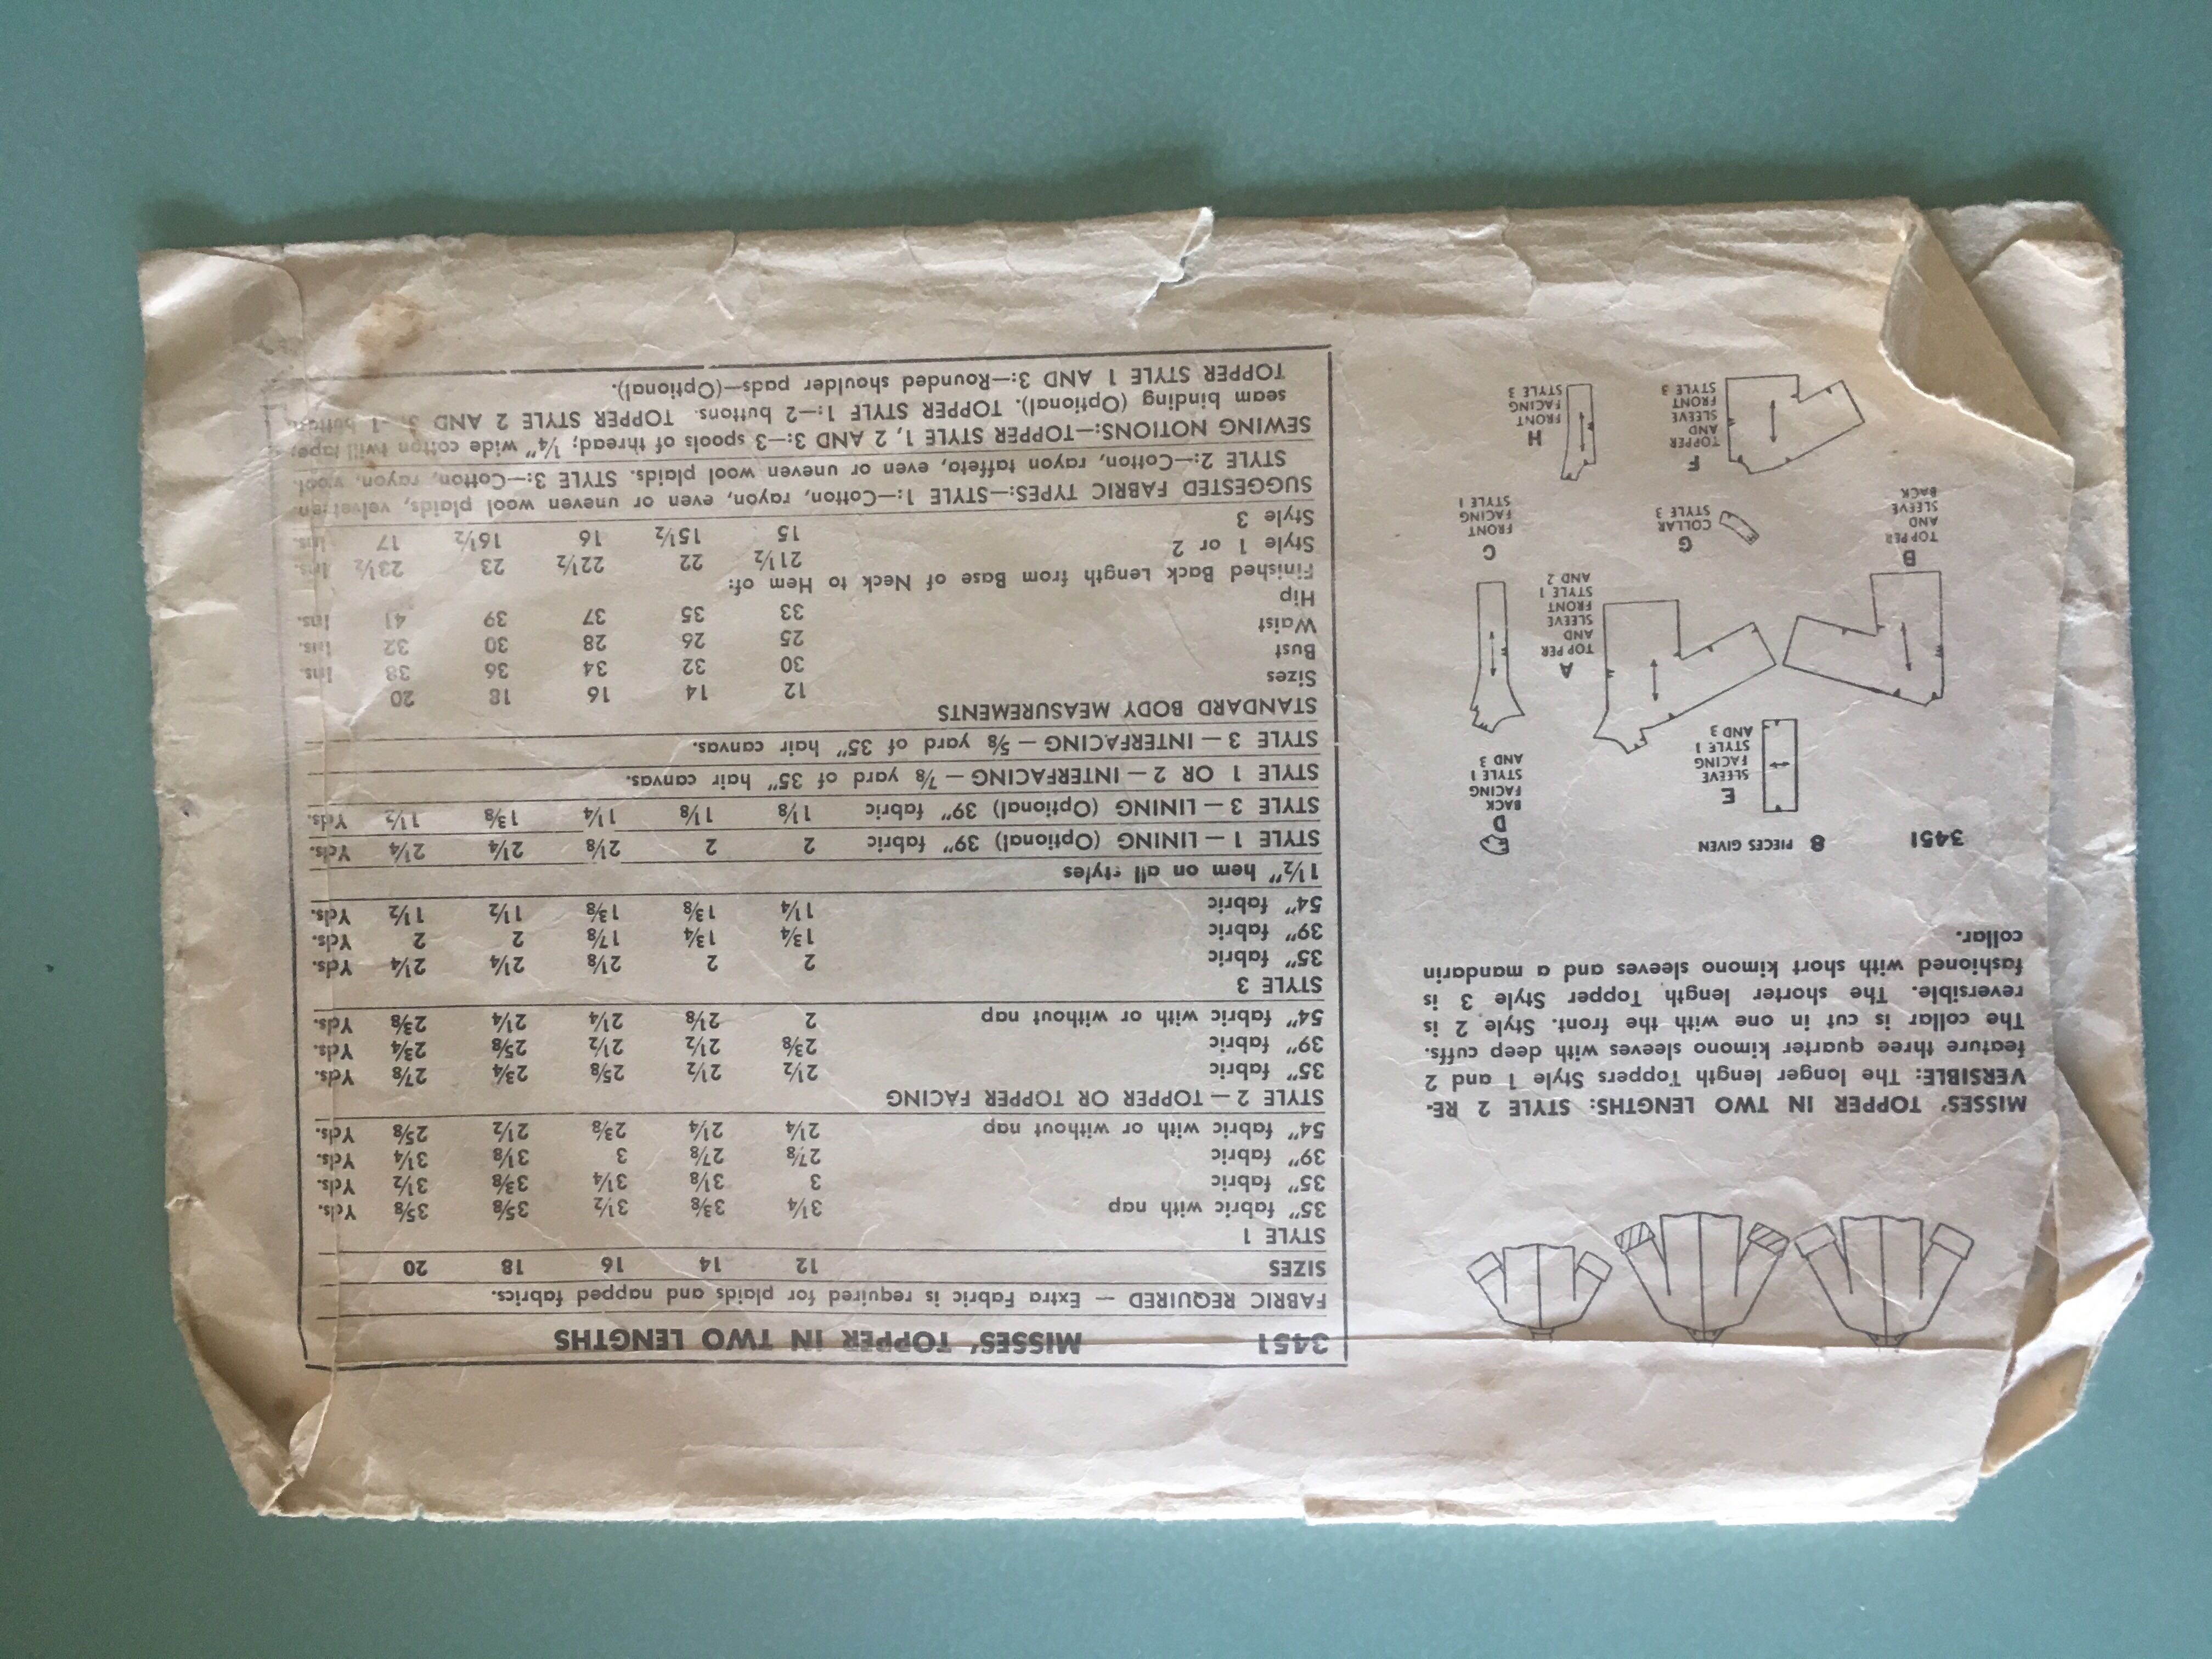 MISSES' TOPPER IN TWO LENGTHS: STYLE 2 RE-
VERSIBLE: The longer length Toppers Style 1 and 2
feature three quarter kimono sleeves with deep cuffs.
The collar is cut in one with the front. Style 2 is
reversible. The shorter length Topper Style 3 is
fashioned with short kimono sleeves and a mandarin
collar.
3451 8 PIECES GIVEN
D
BACK
FACING
STYLE 1
AND 3
E
SLEEVE
FACING
STYLE 1
AND 3
A
TOPPER
AND
SLEEVE
FRONT
STYLE 1
AND 2
B
TOPPER
AND
SLEEVE
BACK
C
FRONT
FACING
STYLE 1
G
COLLAR
STYLE 3
F
TOPPER
AND
SLEEVE
FRONT
STYLE 3
H
FRONT
FACING
STYLE 3
3451 MISSES' TOPPER IN TWO LENGTHS
FABRIC REQUIRED — Extra Fabric is required for plaids and napped fabrics.
SIZES 12 14 16 18 20
STYLE 1
35" fabric with nap 3¼ 3⅜ 3½ 3⅝ 3⅝ Yds.
35" fabric 3 3⅛ 3¼ 3⅜ 3½ Yds.
39" fabric 2⅞ 2⅞ 3 3⅛ 3¼ Yds.
54" fabric with or without nap 2¼ 2¼ 2⅜ 2½ 2⅝ Yds.
STYLE 2 — TOPPER OR TOPPER FACING
35" fabric 2½ 2½ 2⅝ 2¾ 2⅞ Yds.
39" fabric 2⅜ 2½ 2½ 2⅝ 2¾ Yds.
54" fabric with or without nap 2 2⅛ 2¼ 2¼ 2⅜ Yds.
STYLE 3
35" fabric 2 2 2⅛ 2¼ 2¼ Yds.
39" fabric 1¾ 1¾ 1⅞ 2 2 Yds.
54" fabric 1¼ 1⅜ 1⅜ 1½ 1½ Yds.
1½" hem on all styles
STYLE 1 — LINING (Optional) 39" fabric 2 2 2⅛ 2¼ 2¼ Yds.
STYLE 3 — LINING (Optional) 39" fabric 1⅛ 1⅛ 1¼ 1⅜ 1½ Yds.
STYLE 1 OR 2 — INTERFACING — ⅞ yard of 35" hair canvas.
STYLE 3 — INTERFACING — ⅝ yard of 35" hair canvas.
STANDARD BODY MEASUREMENTS
Sizes 12 14 16 18 20
Bust 30 32 34 36 38 Ins.
Waist 25 26 28 30 32 Ins.
Hip 33 35 37 39 41 Ins.
Finished Back Length from Base of Neck to Hem of:
Style 1 or 2 21½ 22 22½ 23 23½ Ins.
Style 3 15 15½ 16 16½ 17 Ins.
SUGGESTED FABRIC TYPES:—STYLE 1:—Cotton, rayon, even or uneven wool plaids, velveteen.
STYLE 2:—Cotton, rayon taffeta, even or uneven wool plaids. STYLE 3:—Cotton, rayon, wool.
SEWING NOTIONS:—TOPPER STYLE 1, 2 AND 3:—3 spools of thread; ¼" wide cotton twill tape;
seam binding (Optional). TOPPER STYLE 1:—2 buttons. TOPPER STYLE 2 AND 3:—1 button.
TOPPER STYLE 1 AND 3:—Rounded shoulder pads—(Optional).